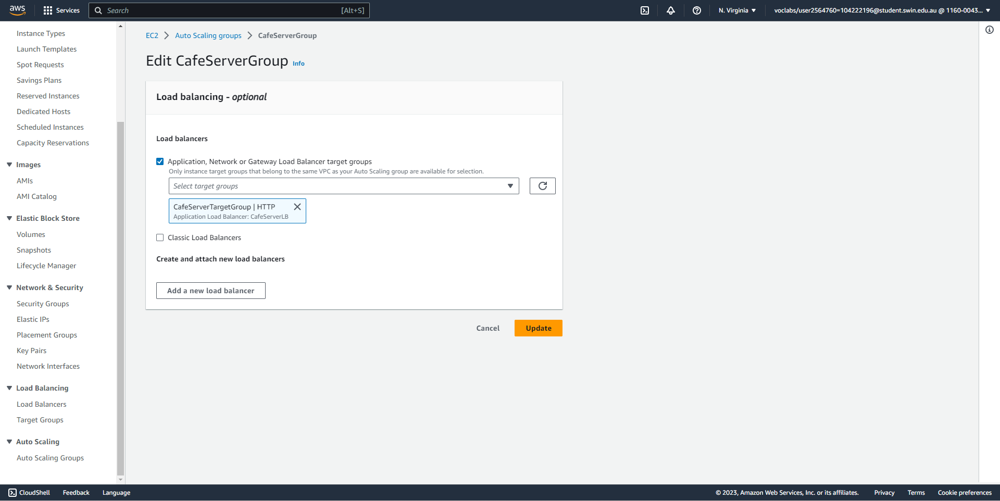 aws
Services
Search
[Alt+S]
N. Virginia
voclabs/user2564760=104222196@student.swin.edu.au @ 1160-0043...
Instance Types
Launch Templates
Spot Requests
Savings Plans
Reserved Instances
Dedicated Hosts
Scheduled Instances
Capacity Reservations
Images
AMIs
AMI Catalog
Elastic Block Store
Volumes
Snapshots
Lifecycle Manager
Network & Security
Security Groups
Elastic IPs
Placement Groups
Key Pairs
Network Interfaces
Load Balancing
Load Balancers
Target Groups
Auto Scaling
Auto Scaling Groups
EC2 > Auto Scaling groups > CafeServerGroup
Edit CafeServerGroup Info
Load balancing - optional
Load balancers
Application, Network or Gateway Load Balancer target groups
Only instance target groups that belong to the same VPC as your Auto Scaling group are available for selection.
Select target groups
CafeServerTargetGroup | HTTP
Application Load Balancer: CafeServerLB
Classic Load Balancers
Create and attach new load balancers
Add a new load balancer
Cancel
Update
CloudShell
Feedback
Language
© 2023, Amazon Web Services, Inc. or its affiliates.
Privacy
Terms
Cookie preferences